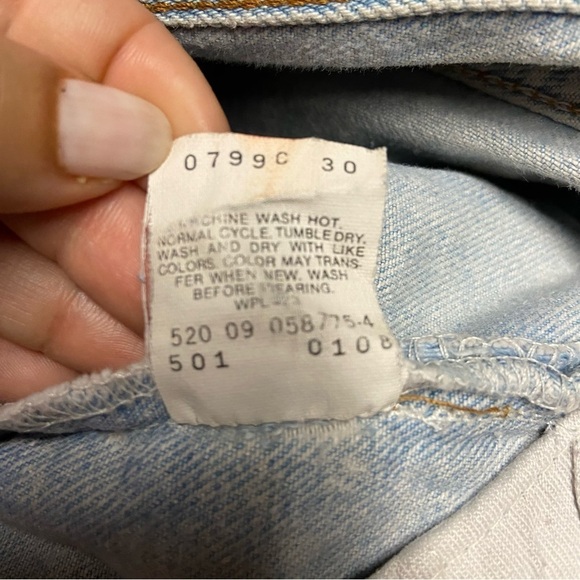 0799C 30
MACHINE WASH HOT,
NORMAL CYCLE, TUMBLE DRY.
WASH AND DRY WITH LIKE
COLORS. COLOR MAY TRANS-
FER WHEN NEW. WASH
BEFORE WEARING.
WPL 423
520 09 058775-4
501 0108